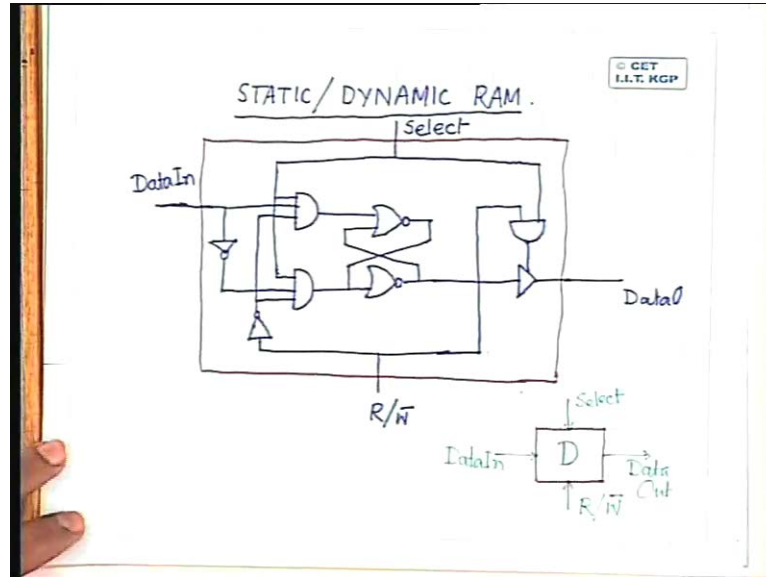 © CET
I.I.T. KGP
STATIC/DYNAMIC RAM.
Select
DataIn
DataO
R/W̅
Select
DataIn
D
Data
Out
R/W̅